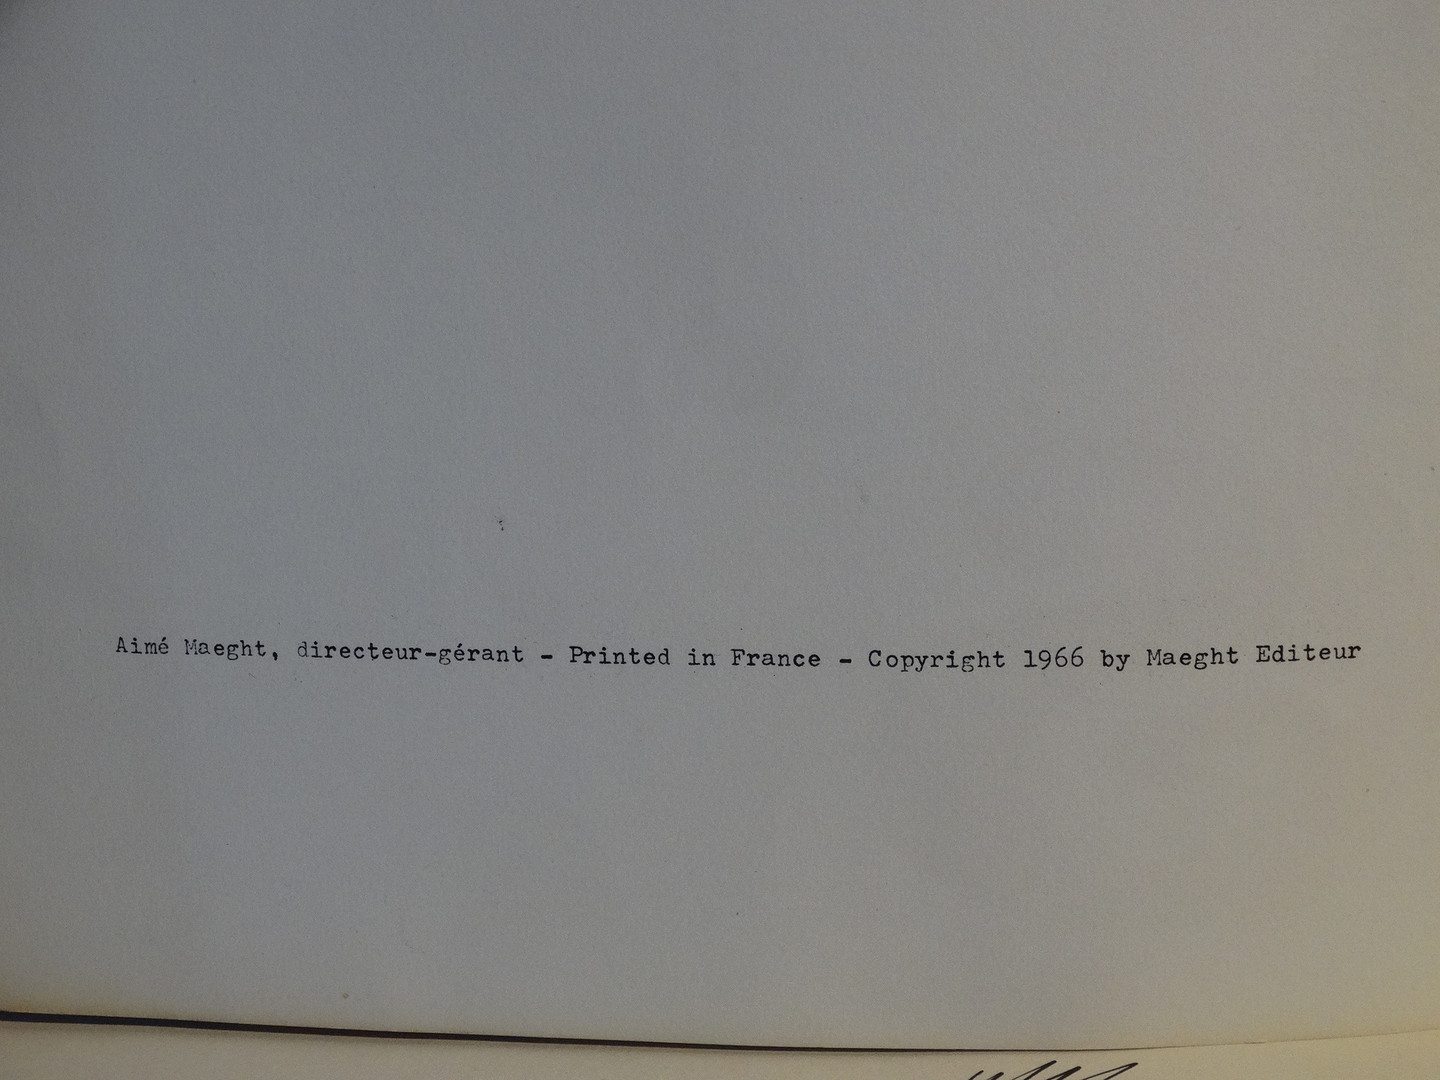 Aimé Maeght, directeur-gérant - Printed in France - Copyright 1966 by Maeght Editeur